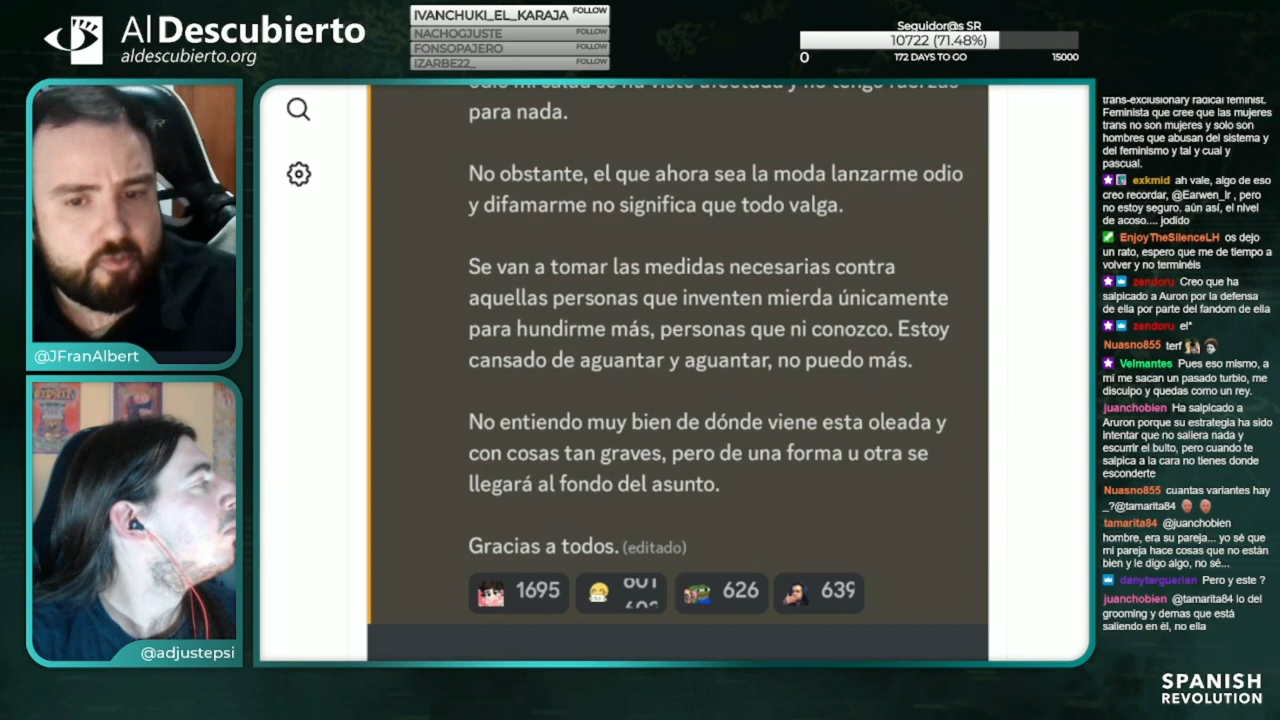 Al Descubierto
aldescubierto.org
IVANCHUKI_EL_KARAJA FOLLOW
NACHOGJUSTE FOLLOW
FONSOPAJERO FOLLOW
IZARBE22_ FOLLOW
Seguidor@s SR
10722 (71.48%)
0 172 DAYS TO GO 15000
@JFranAlbert
@adjustepsi
para nada.
No obstante, el que ahora sea la moda lanzarme odio
y difamarme no significa que todo valga.
Se van a tomar las medidas necesarias contra
aquellas personas que inventen mierda únicamente
para hundirme más, personas que ni conozco. Estoy
cansado de aguantar y aguantar, no puedo más.
No entiendo muy bien de dónde viene esta oleada y
con cosas tan graves, pero de una forma u otra se
llegará al fondo del asunto.
Gracias a todos. (editado)
1695 601 626 639
trans-exclusionary radical feminist.
Feminista que cree que las mujeres
trans no son mujeres y solo son
hombres que abusan del sistema y
del feminismo y tal y cual y
pascual.
exkmid ah vale, algo de eso
creo recordar, @Earwen_Ir , pero
no estoy seguro, aún así, el nivel
de acoso.... jodido
EnjoyTheSilenceLH os dejo
un rato, espero que me de tiempo a
volver y no terminéis
zendoru Creo que ha
salpicado a Auron por la defensa
de ella por parte del fandom de ella
zendoru el*
Nuasno855 terf
Velmantes Pues eso mismo, a
mi me sacan un pasado turbio, me
disculpo y quedas como un rey.
juanchobien Ha salpicado a
Aruron porque su estrategia ha sido
intentar que no saliera nada y
escurrir el bulto, pero cuando te
salpica a la cara no tienes donde
esconderte
Nuasno855 cuantas variantes hay
_?@tamarita84
tamarita84 @juanchobien
hombre, era su pareja... yo sé que
mi pareja hace cosas que no están
bien y le digo algo, no sé...
danytarguerian Pero y este ?
juanchobien @tamarita84 lo del
grooming y demas que está
saliendo en él, no ella
SPANISH
REVOLUTION